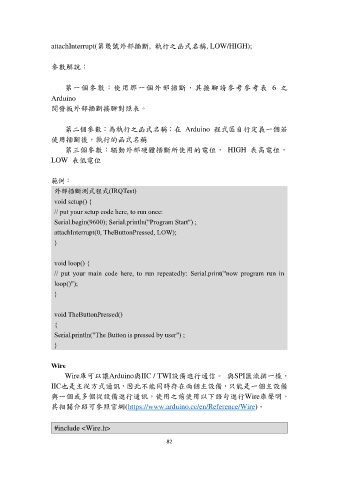 attachInterrupt(第幾號外部插斷, 執行之函式名稱, LOW/HIGH);
參數解說：
第一個參數：使用那一個外部插斷，其接腳請參考參考表 6 之
Arduino
開發板外部插斷接腳對照表。
第二個參數：為執行之函式名稱；在 Arduino 程式區自行定義一個若
使用插斷後，執行的函式名稱
第三個參數：驅動外部硬體插斷所使用的電位， HIGH 表高電位，
LOW 表低電位
範例：
外部插斷測試程式(IRQTest)
void setup() {
// put your setup code here, to run once:
Serial.begin(9600); Serial.println("Program Start") ;
attachInterrupt(0, TheButtonPressed, LOW);
}
void loop() {
// put your main code here, to run repeatedly: Serial.print("now program run in
loop()");
}
void TheButtonPressed()
{
Serial.println("The Button is pressed by user") ;
}
Wire
Wire庫可以讓Arduino與IIC / TWI設備進行通信。 與SPI匯流排一樣，
IIC也是主從方式通訊，因此不能同時存在兩個主設備，只能是一個主設備
與一個或多個從設備進行通訊，使用之前使用以下語句進行Wire庫聲明，
其相關介紹可參照官網(https://www.arduino.cc/en/Reference/Wire)。
#include <Wire.h>
82